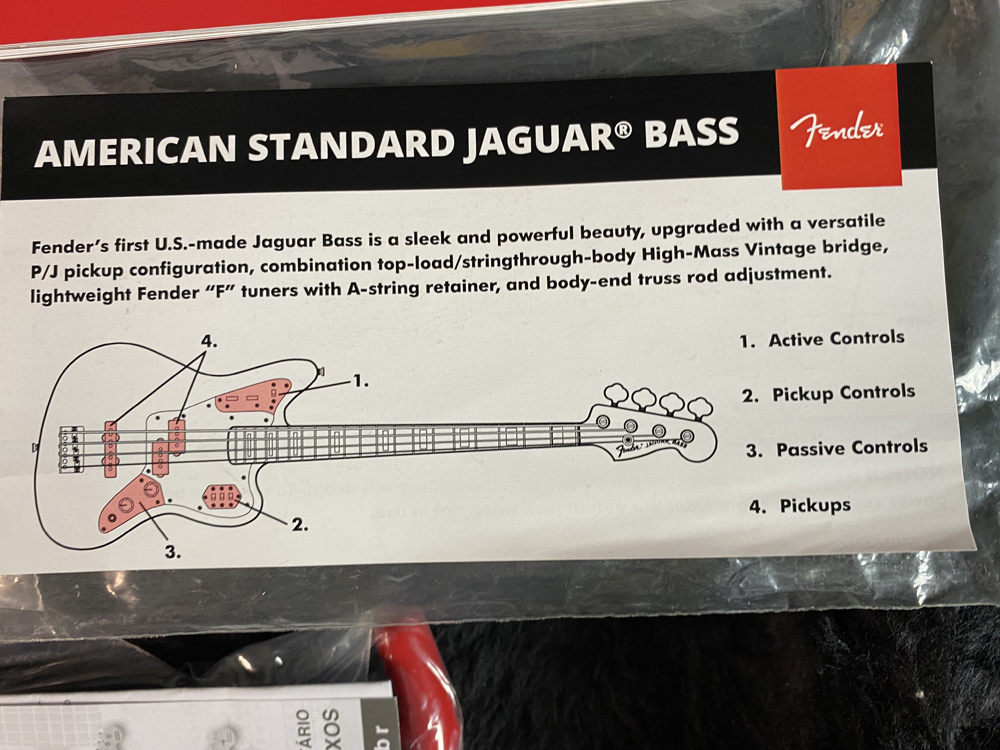 AMERICAN STANDARD JAGUAR® BASS
Fender
Fender's first U.S.-made Jaguar Bass is a sleek and powerful beauty, upgraded with a versatile
P/J pickup configuration, combination top-load/stringthrough-body High-Mass Vintage bridge,
lightweight Fender “F” tuners with A-string retainer, and body-end truss rod adjustment.
4.
1.
2.
3.
Fender JAGUAR BASS
1. Active Controls
2. Pickup Controls
3. Passive Controls
4. Pickups
ÁRIO
XOS
br